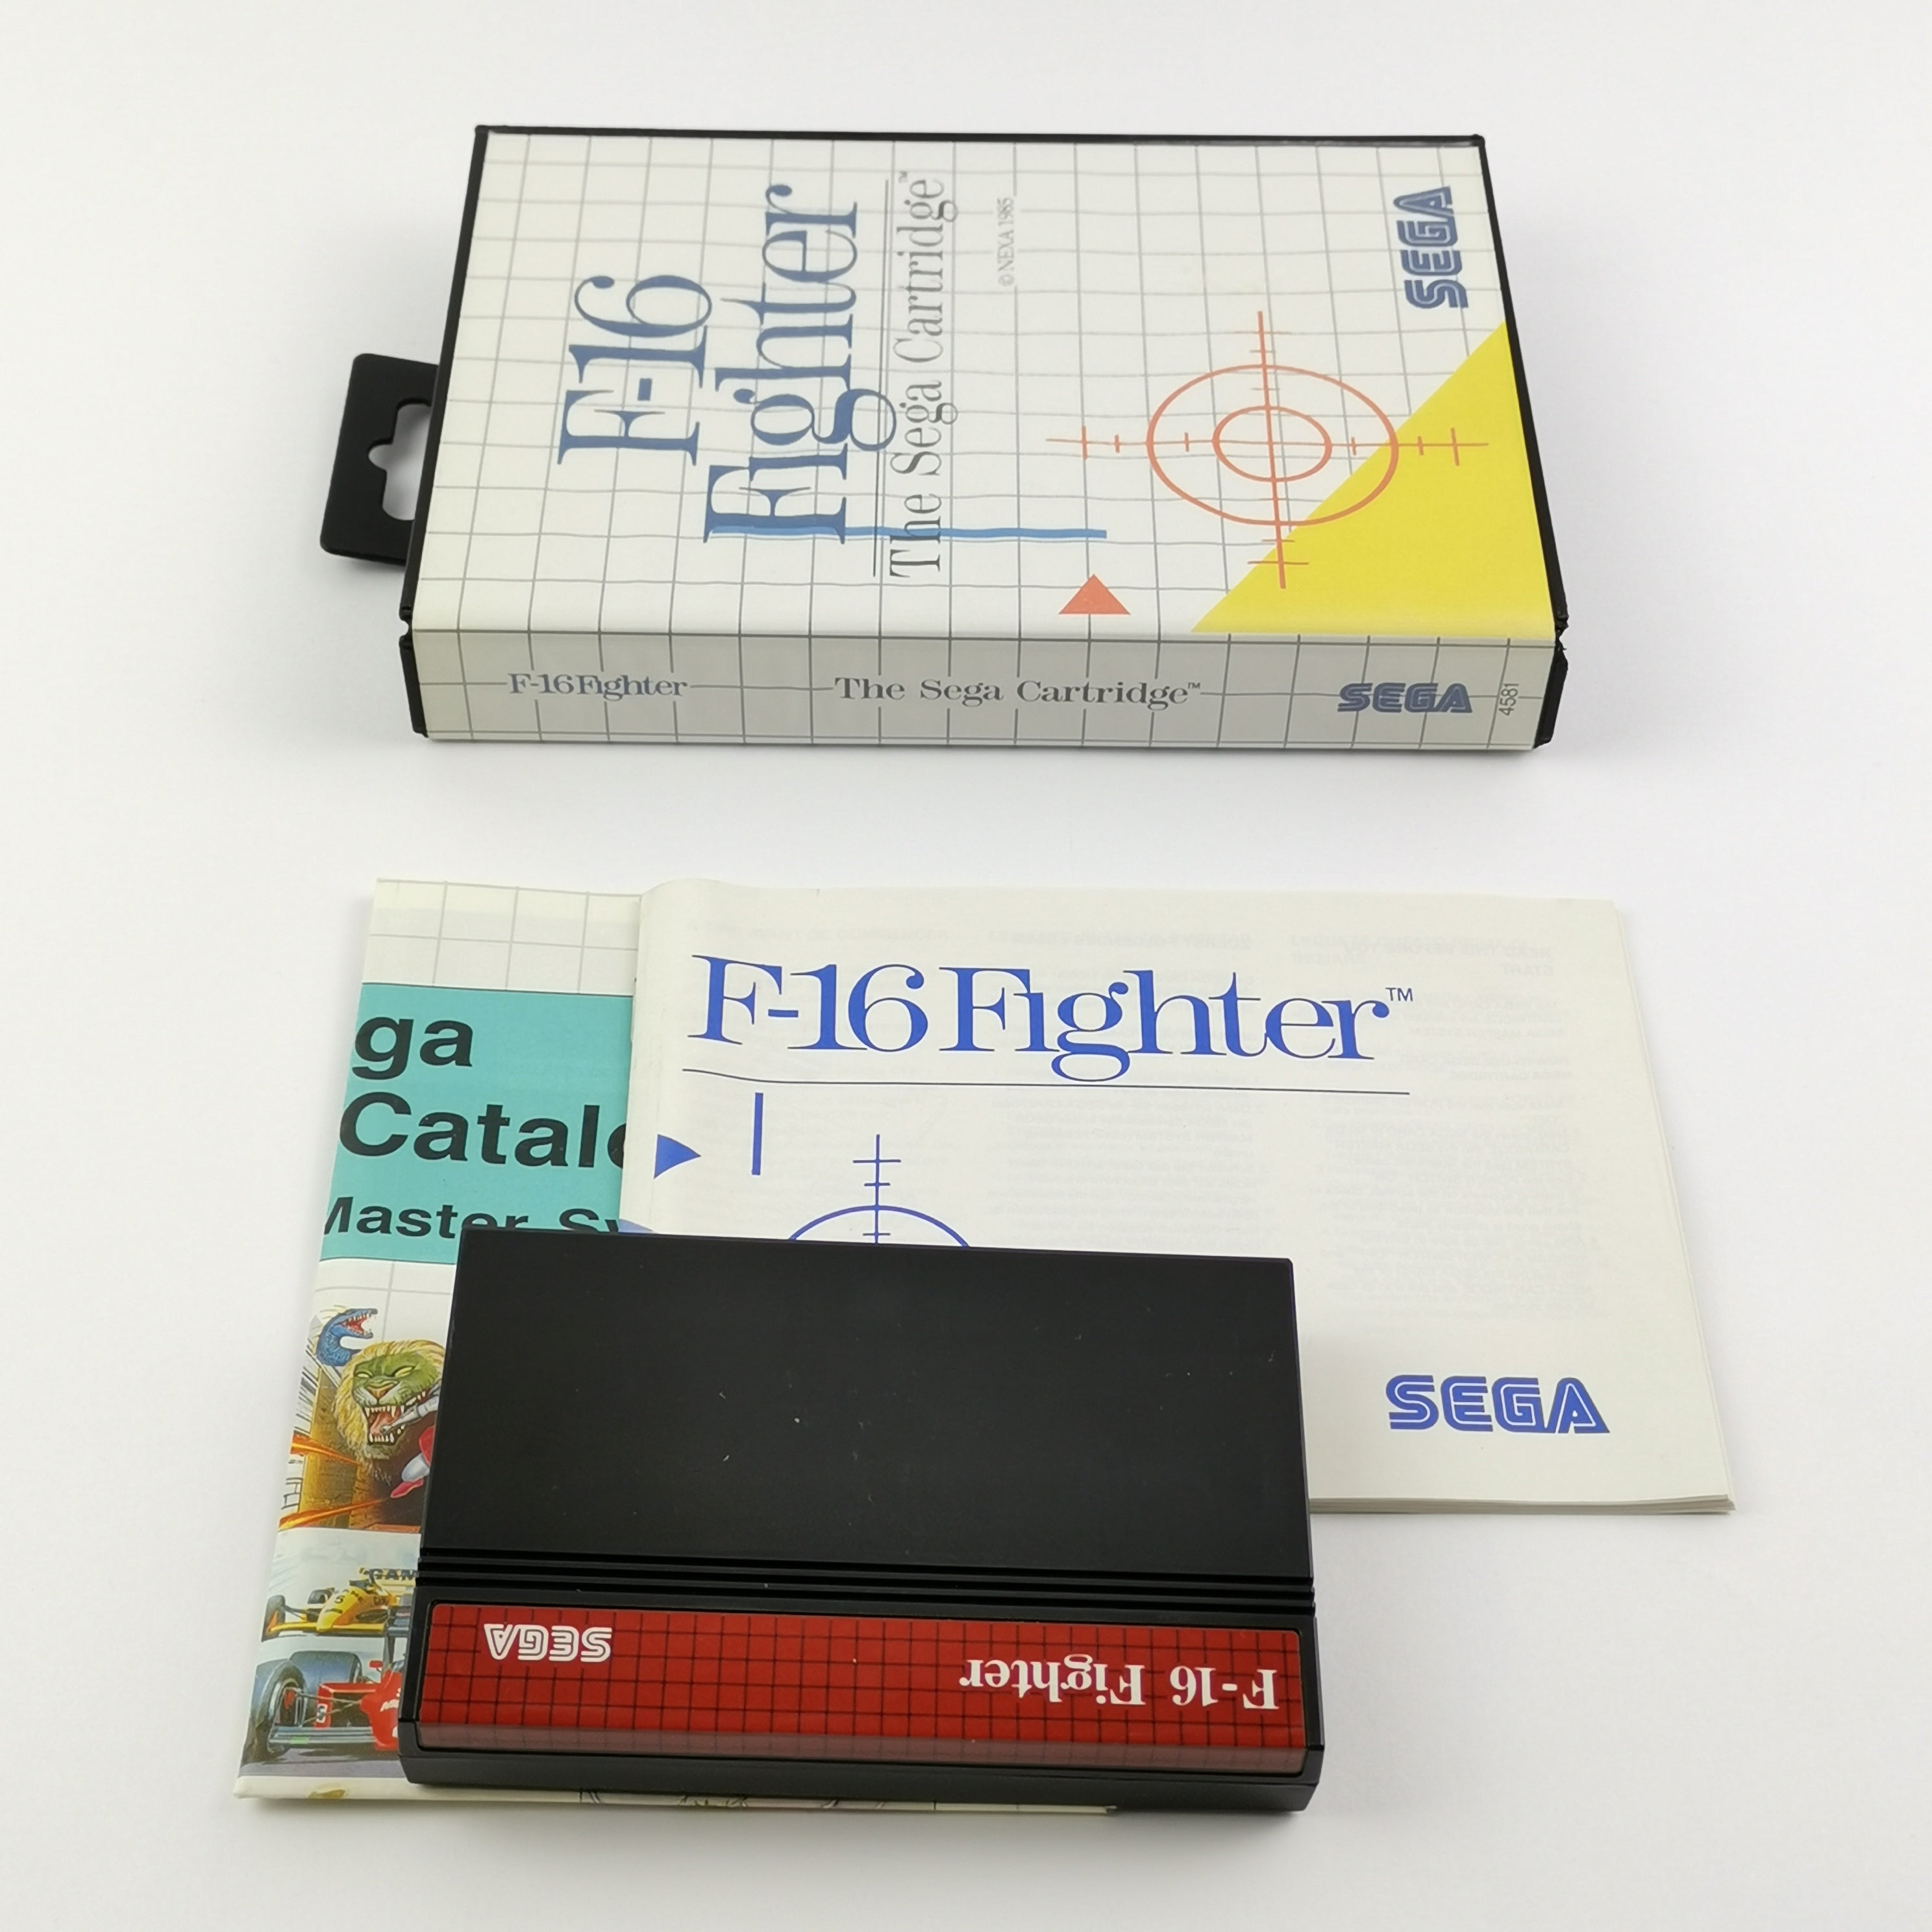 F-16
Fighter
The Sega Cartridge™
© NEXA 1985
SEGA
F-16 Fighter
The Sega Cartridge™
SEGA
4581
ga
Master
F-16 Fighter™
SEGA
SEGA
F-16 Fighter